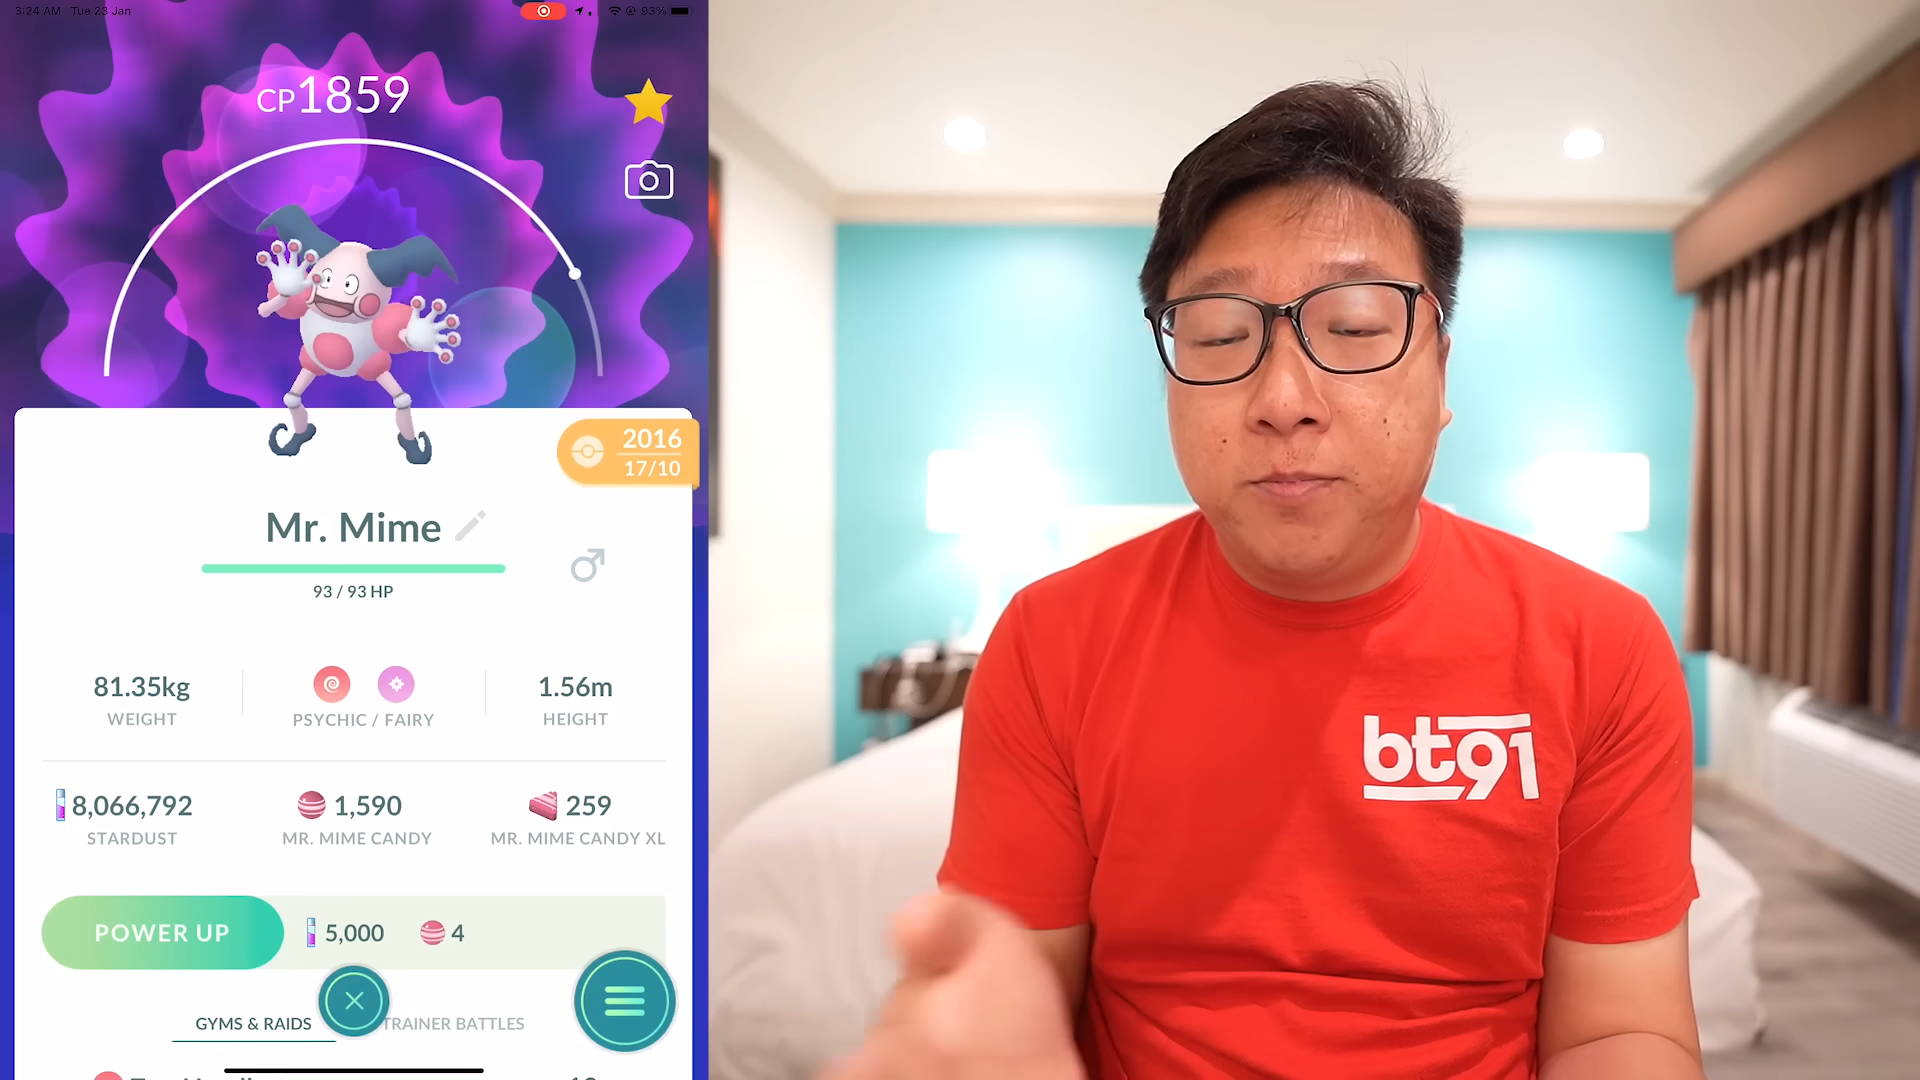 3:24 AM Tue 23 Jan
93%
CP1859
2016
17/10
Mr. Mime
93 / 93 HP
81.35kg
WEIGHT
PSYCHIC / FAIRY
1.56m
HEIGHT
8,066,792
STARDUST
1,590
MR. MIME CANDY
259
MR. MIME CANDY XL
POWER UP
5,000
4
GYMS & RAIDS
TRAINER BATTLES
bt91